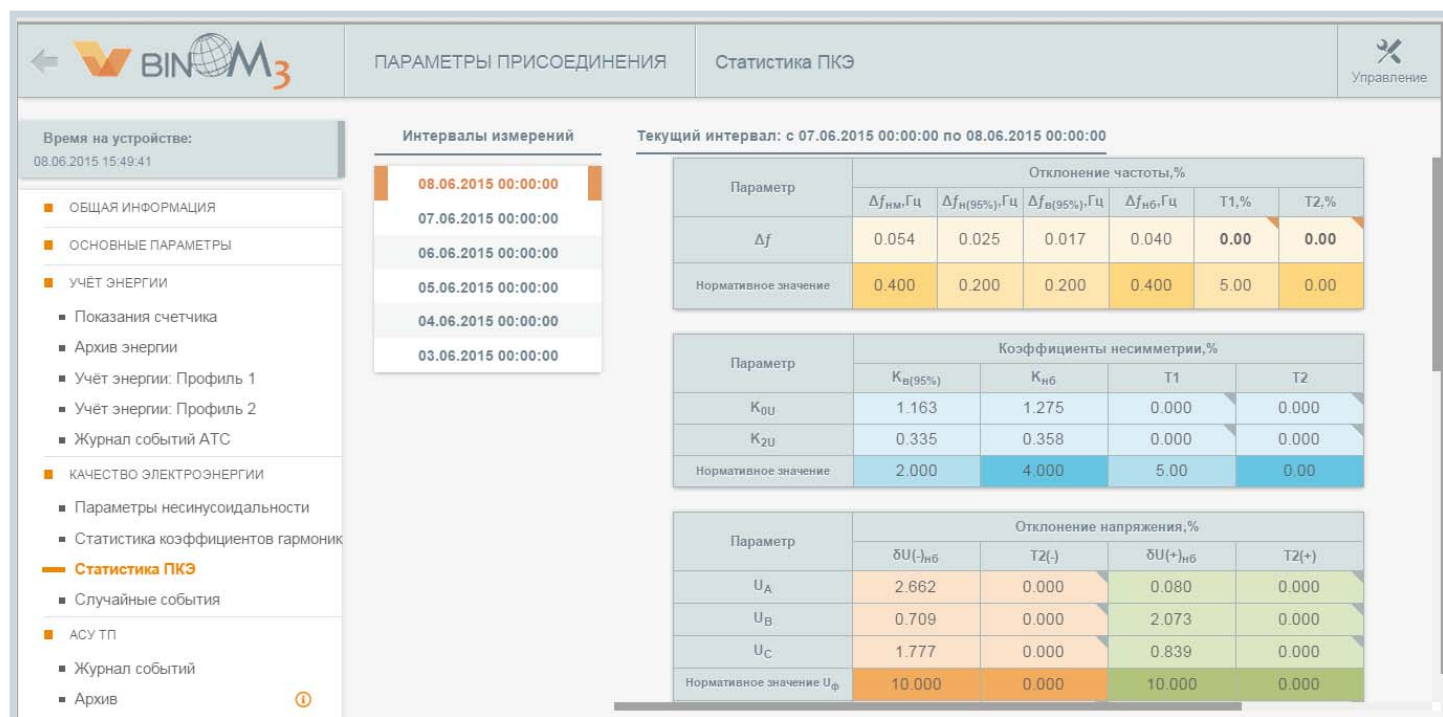 BINOM3
ПАРАМЕТРЫ ПРИСОЕДИНЕНИЯ
Статистика ПКЭ
Управление
Время на устройстве:
08.06.2015 15:49:41
ОБЩАЯ ИНФОРМАЦИЯ
ОСНОВНЫЕ ПАРАМЕТРЫ
УЧЁТ ЭНЕРГИИ
Показания счетчика
Архив энергии
Учёт энергии: Профиль 1
Учёт энергии: Профиль 2
Журнал событий АТС
КАЧЕСТВО ЭЛЕКТРОЭНЕРГИИ
Параметры несинусоидальности
Статистика коэффициентов гармоник
Статистика ПКЭ
Случайные события
АСУ ТП
Журнал событий
Архив
Интервалы измерений
08.06.2015 00:00:00
07.06.2015 00:00:00
06.06.2015 00:00:00
05.06.2015 00:00:00
04.06.2015 00:00:00
03.06.2015 00:00:00
Текущий интервал: с 07.06.2015 00:00:00 по 08.06.2015 00:00:00
Параметр Отклонение частоты,%
Δfнм,Гц Δfн(95%),Гц Δfв(95%),Гц Δfнб,Гц T1,% T2,%
Δf 0.054 0.025 0.017 0.040 0.00 0.00
Нормативное значение 0.400 0.200 0.200 0.400 5.00 0.00
Параметр Коэффициенты несимметрии,%
Kв(95%) Kнб T1 T2
K0U 1.163 1.275 0.000 0.000
K2U 0.335 0.358 0.000 0.000
Нормативное значение 2.000 4.000 5.00 0.00
Параметр Отклонение напряжения,%
δU(-)нб T2(-) δU(+)нб T2(+)
UA 2.662 0.000 0.080 0.000
UB 0.709 0.000 2.073 0.000
UC 1.777 0.000 0.839 0.000
Нормативное значение Uф 10.000 0.000 10.000 0.000